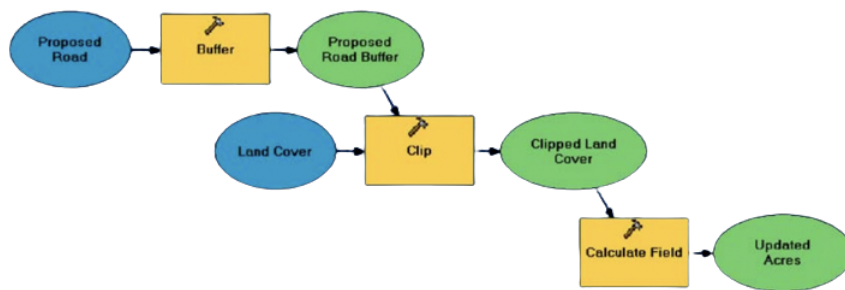 Proposed
Road
Buffer
Proposed
Road Buffer
Land Cover
Clip
Clipped Land
Cover
Calculate Field
Updated
Acres